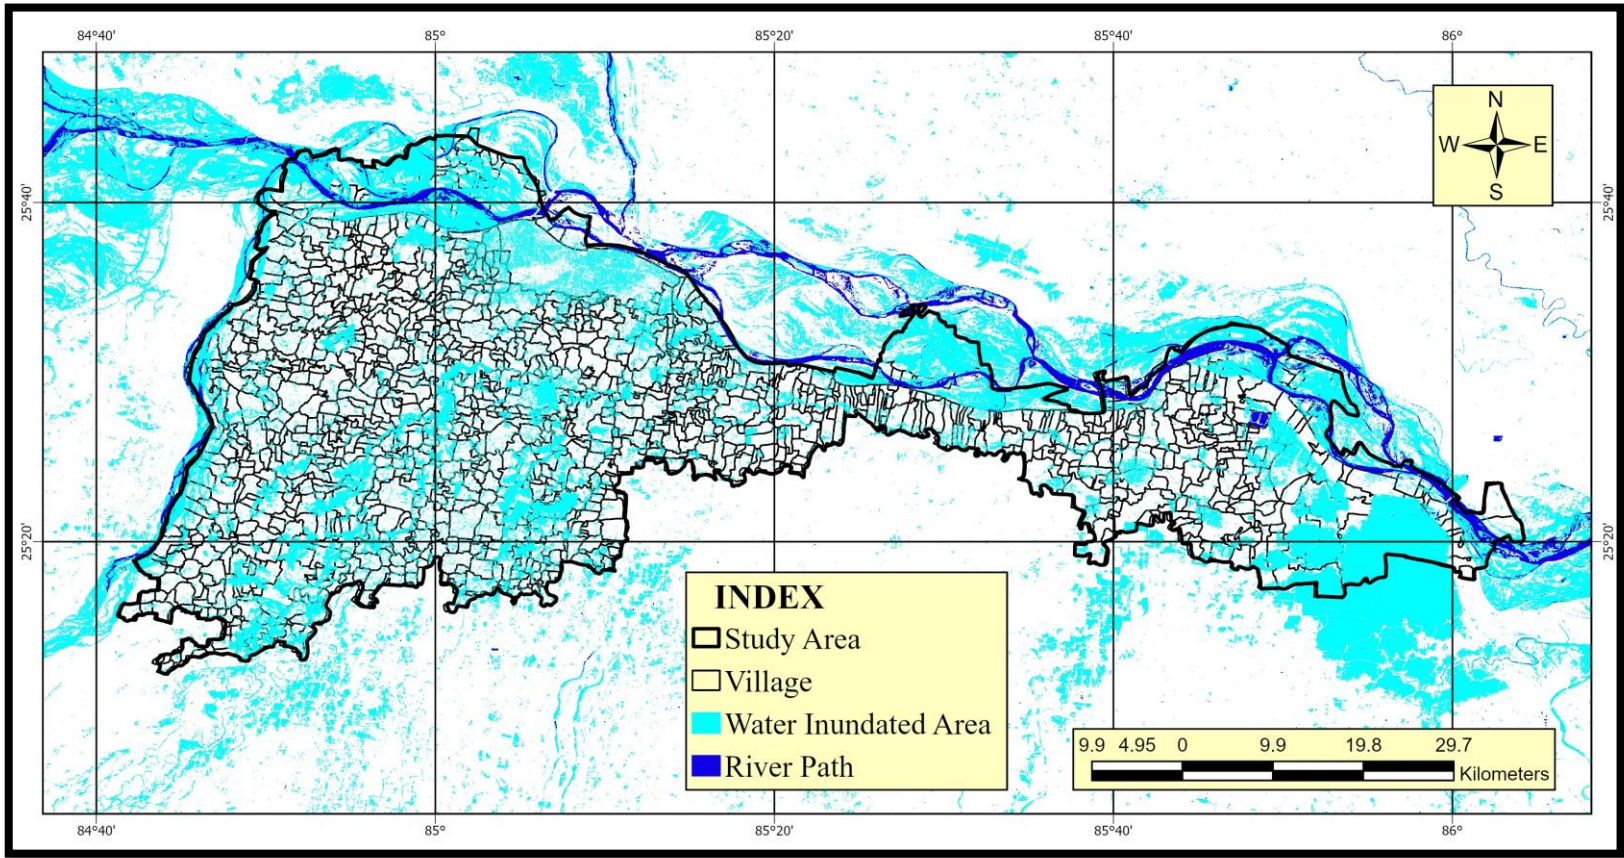 84°40' 85° 85°20' 85°40' 86°
N
W E
S
25°40' 25°40'
25°20' 25°20'
INDEX
Study Area
Village
Water Inundated Area
River Path
9.9 4.95 0 9.9 19.8 29.7
Kilometers
84°40' 85° 85°20' 85°40' 86°